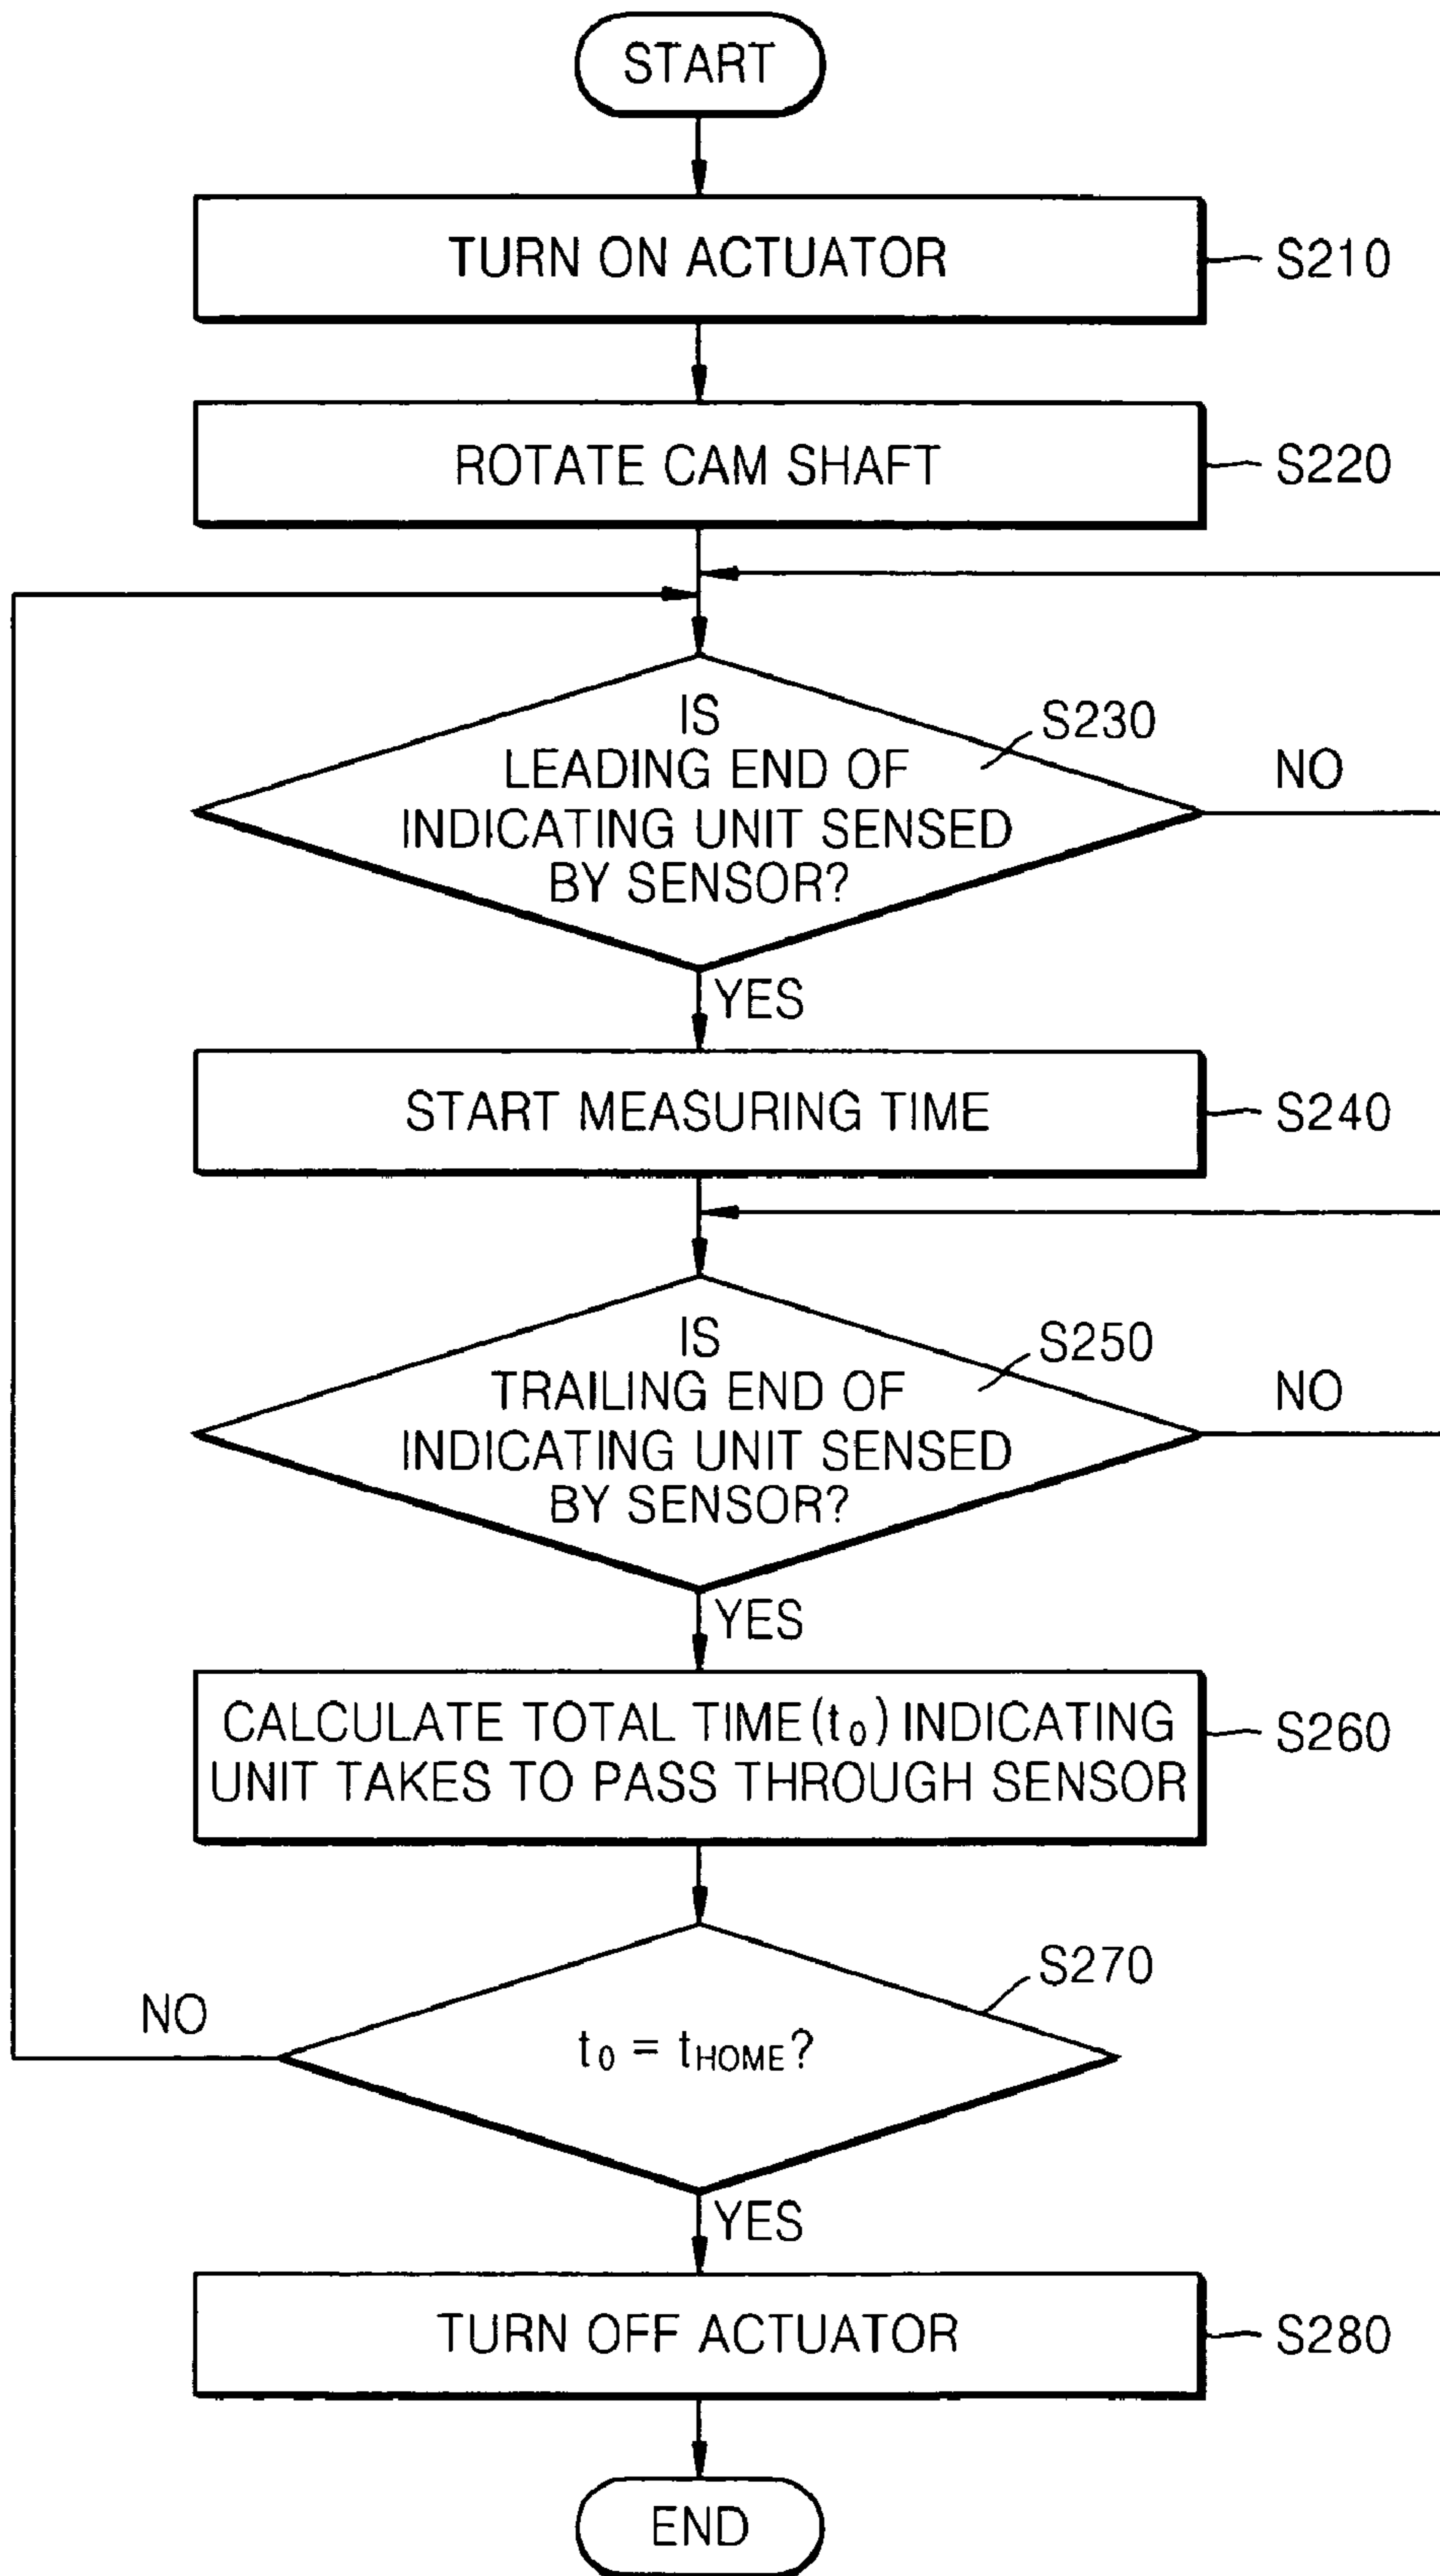 START
TURN ON ACTUATOR
S210
ROTATE CAM SHAFT
S220
IS
LEADING END OF
INDICATING UNIT SENSED
BY SENSOR?
S230
NO
YES
START MEASURING TIME
S240
IS
TRAILING END OF
INDICATING UNIT SENSED
BY SENSOR?
S250
NO
YES
CALCULATE TOTAL TIME(t₀) INDICATING
UNIT TAKES TO PASS THROUGH SENSOR
S260
S270
NO
t₀ = tHOME?
YES
TURN OFF ACTUATOR
S280
END